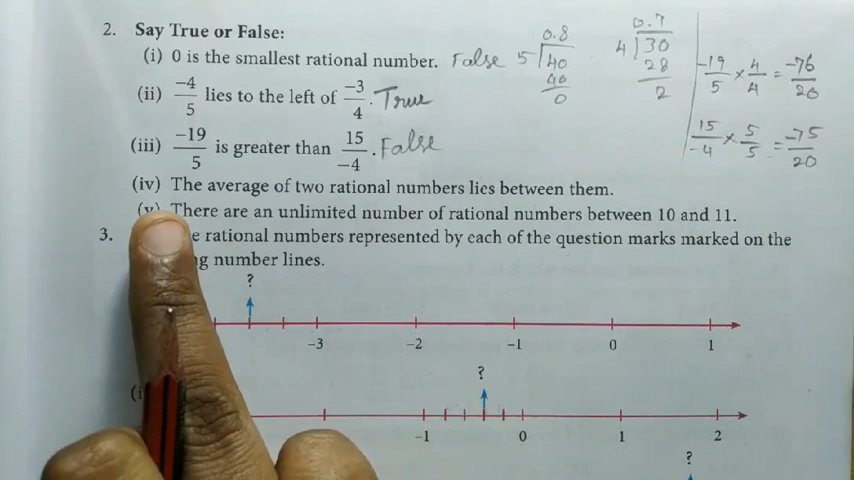 2. Say True or False:
(i) 0 is the smallest rational number. False
(ii) -4/5 lies to the left of -3/4. True
(iii) -19/5 is greater than 15/-4. False
(iv) The average of two rational numbers lies between them.
(v) There are an unlimited number of rational numbers between 10 and 11.
3. rational numbers represented by each of the question marks marked on the
number lines.
0.8
5 40
40
0
0.7
4 30
28
2
-19/5 × 4/4 = -76/20
15/-4 × 5/5 = -75/20
?
-3 -2 -1 0 1
?
-1 0 1 2
?